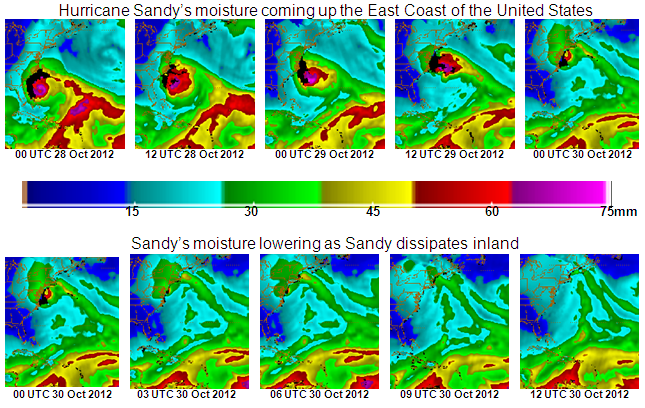 Hurricane Sandy's moisture coming up the East Coast of the United States
00 UTC 28 Oct 2012 12 UTC 28 Oct 2012 00 UTC 29 Oct 2012 12 UTC 29 Oct 2012 00 UTC 30 Oct 2012
15 30 45 60 75mm
Sandy's moisture lowering as Sandy dissipates inland
00 UTC 30 Oct 2012 03 UTC 30 Oct 2012 06 UTC 30 Oct 2012 09 UTC 30 Oct 2012 12 UTC 30 Oct 2012